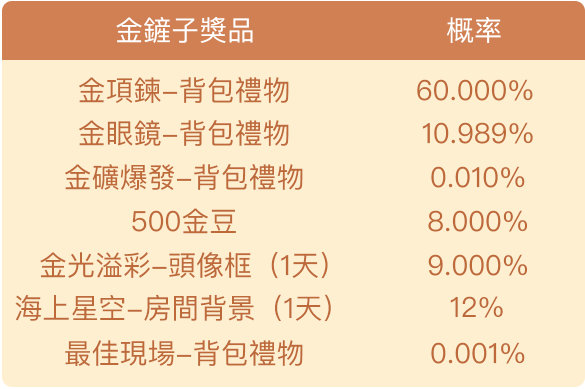 金鏟子獎品 概率
金項鍊–背包禮物 60.000%
金眼鏡–背包禮物 10.989%
金礦爆發–背包禮物 0.010%
500金豆 8.000%
金光溢彩–頭像框（1天） 9.000%
海上星空–房間背景（1天） 12%
最佳現場–背包禮物 0.001%